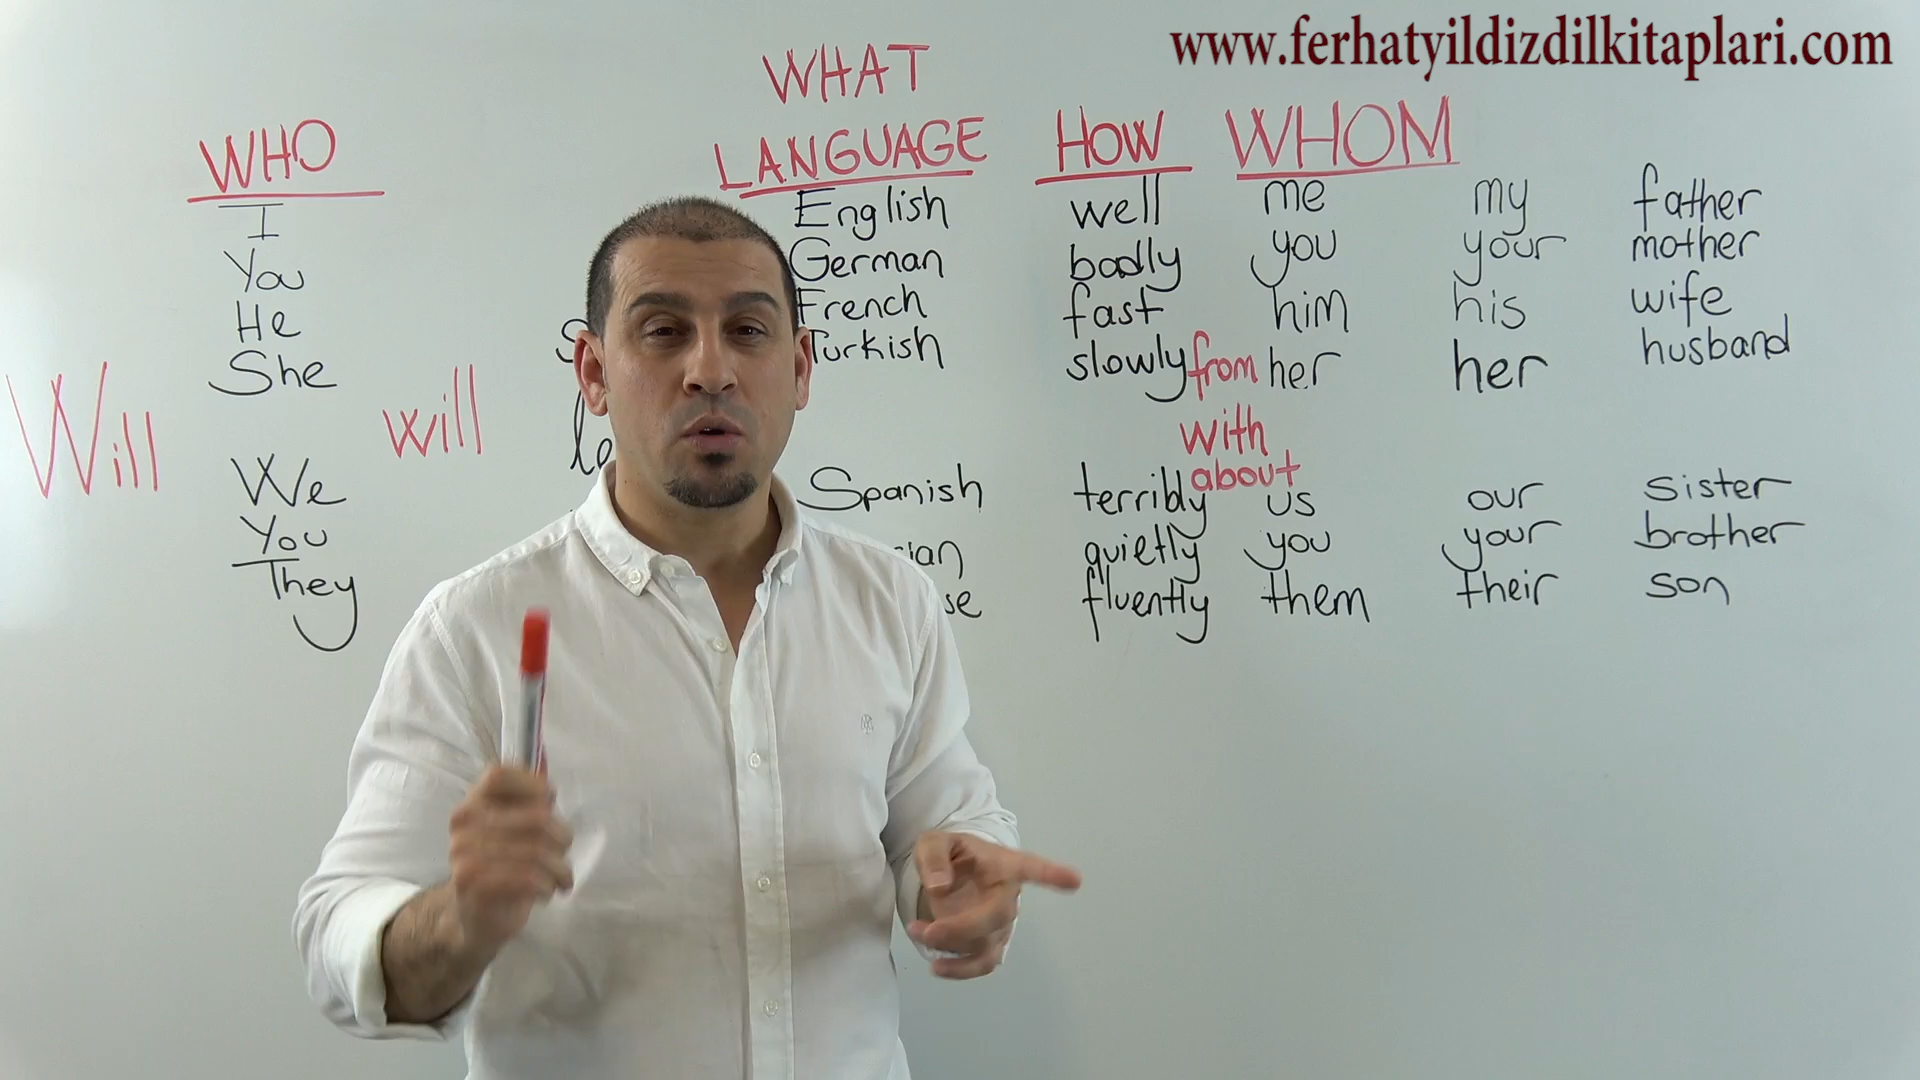 www.ferhatyildizdilkitaplari.com
WHAT
WHO LANGUAGE HOW WHOM
I English well me my father
You German badly you your mother
He French fast him his wife
She Turkish slowly from her her husband
Will will with
about
We Spanish terribly us our sister
You quietly you your brother
They fluently them their son